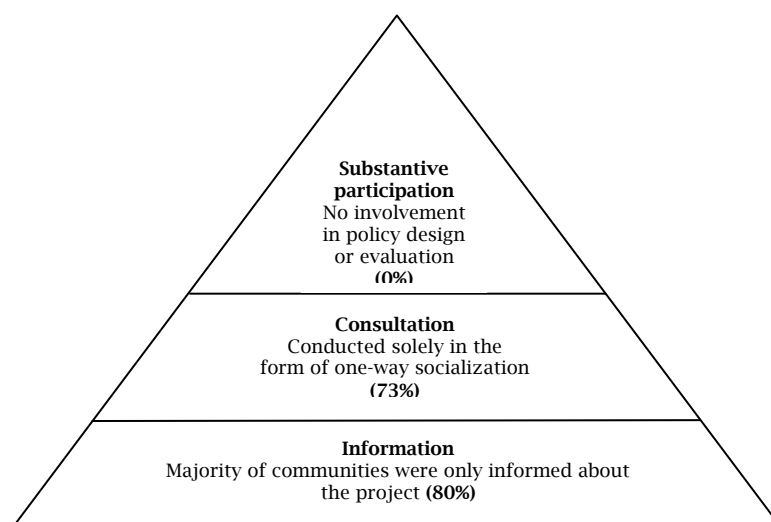 Substantive
participation
No involvement
in policy design
or evaluation
(0%)
Consultation
Conducted solely in the
form of one-way socialization
(73%)
Information
Majority of communities were only informed about
the project (80%)